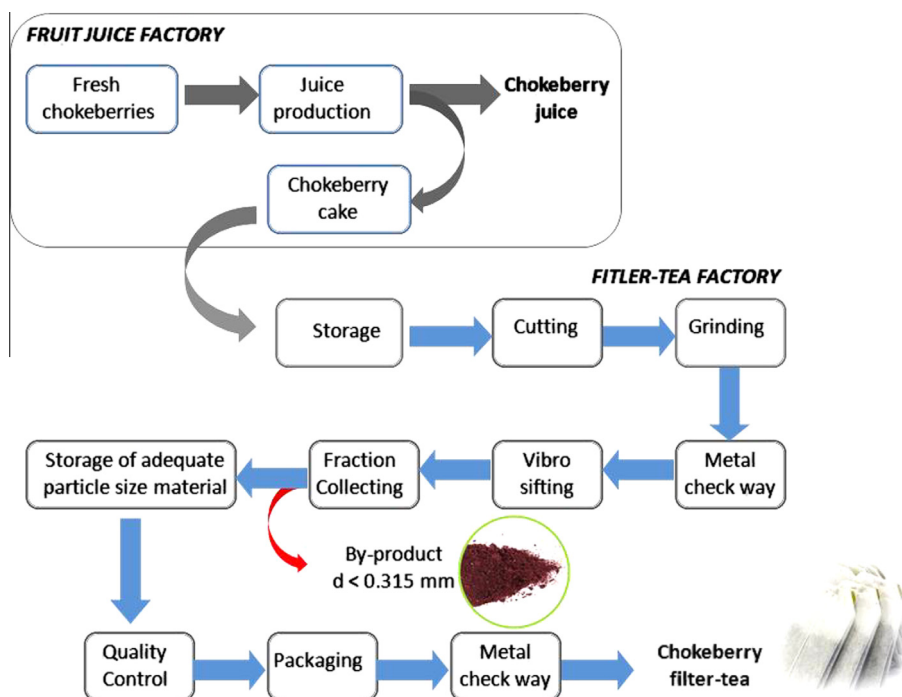 FRUIT JUICE FACTORY
Fresh
chokeberries
Juice
production
Chokeberry
juice
Chokeberry
cake
FITLER-TEA FACTORY
Storage
Cutting
Grinding
Storage of adequate
particle size material
Fraction
Collecting
Vibro
sifting
Metal
check way
By-product
d < 0.315 mm
Quality
Control
Packaging
Metal
check way
Chokeberry
filter-tea